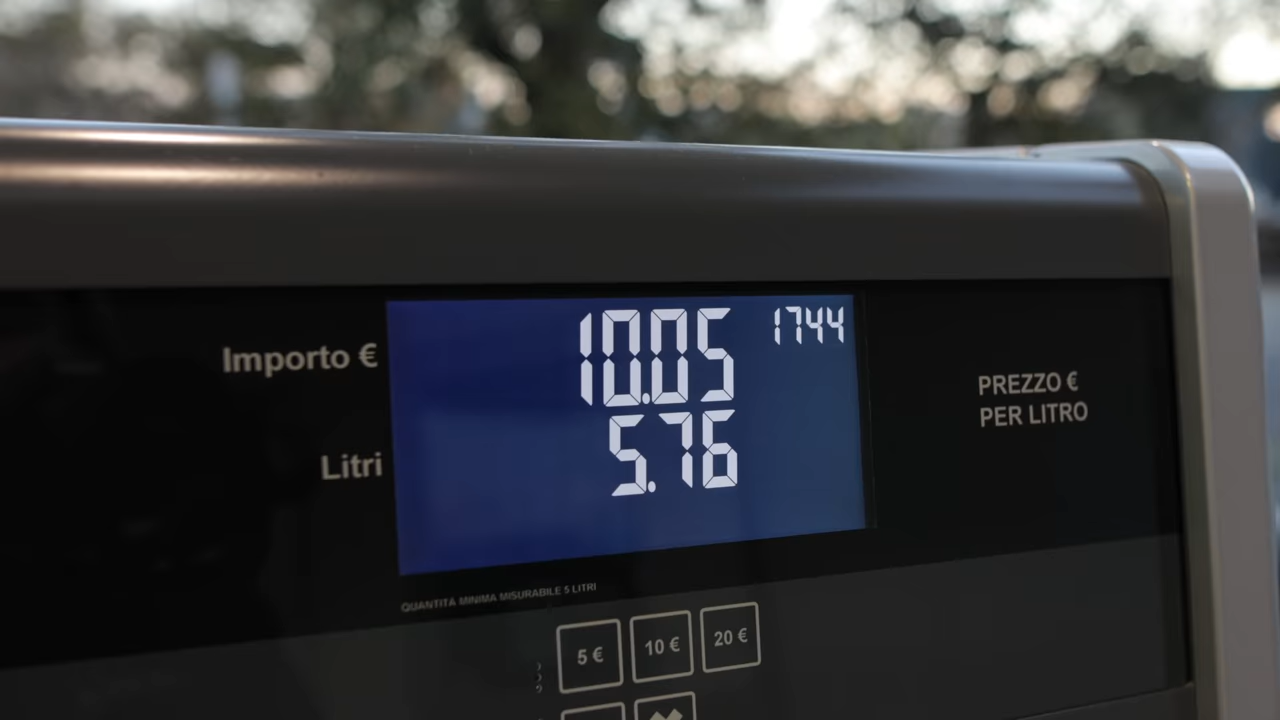 Importo €
10.05
1744
Litri
5.76
PREZZO €
PER LITRO
QUANTITÀ MINIMA MISURABILE 5 LITRI
5 €
10 €
20 €